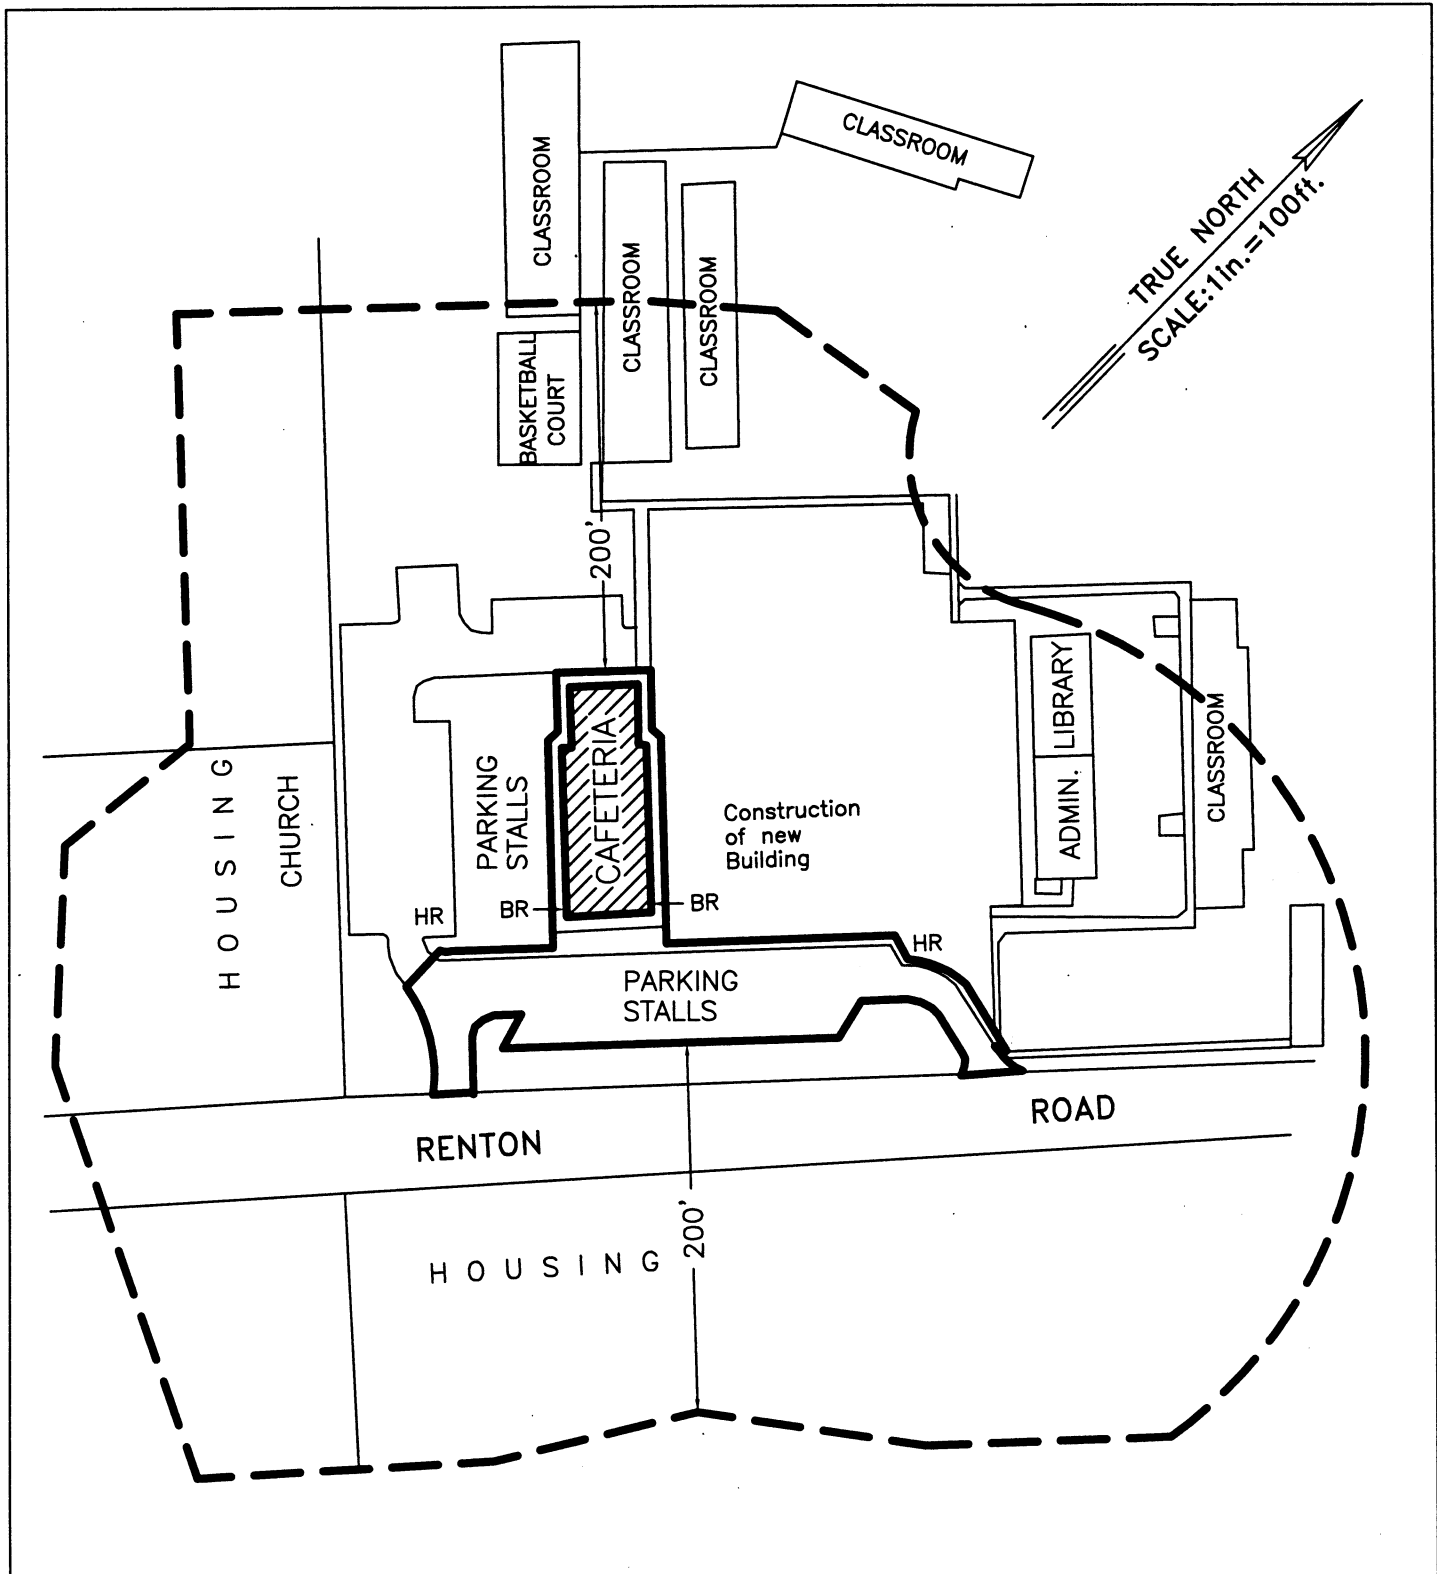 CLASSROOM
CLASSROOM
CLASSROOM
CLASSROOM
TRUE NORTH
SCALE:1in.=100ft.
BASKETBALL
COURT
200'
HOUSING
CHURCH
PARKING
STALLS
CAFETERIA
Construction
of new
Building
LIBRARY
ADMIN.
CLASSROOM
HR
BR
BR
HR
PARKING
STALLS
RENTON
ROAD
HOUSING
200'